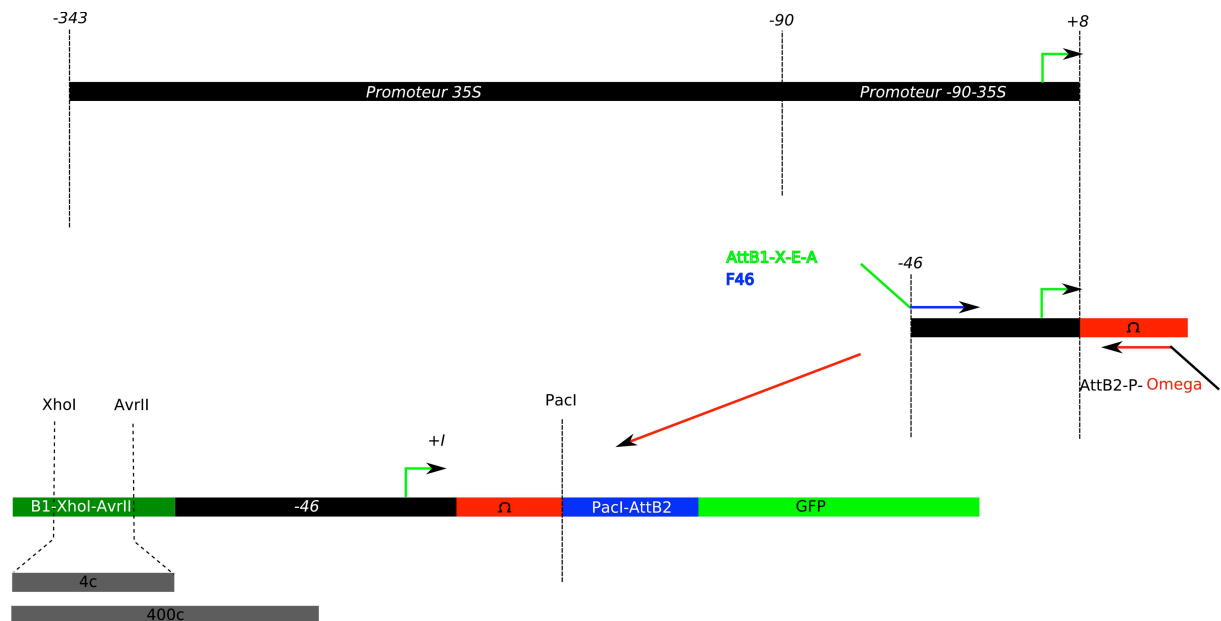 -343 -90 +8
Promoteur 35S Promoteur -90-35S
AttB1-X-E-A
F46
-46
Ω
AttB2-P-Omega
XhoI AvrII PacI
+I
B1-XhoI-AvrII -46 Ω PacI-AttB2 GFP
4c
400c